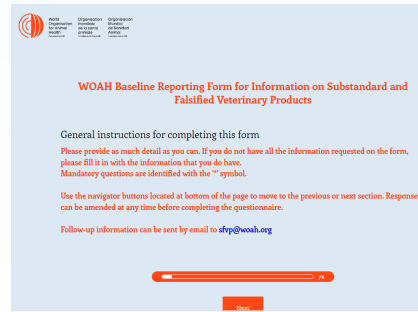 World Organisation for Animal Health
Organisation mondiale de la santé animale
Organización Mundial de Sanidad Animal
WOAH Baseline Reporting Form for Information on Substandard and
Falsified Veterinary Products
General instructions for completing this form
Please provide as much detail as you can. If you do not have all the information requested on the form,
please fill it in with the information that you do have.
Mandatory questions are identified with the "*" symbol.
Use the navigator buttons located at bottom of the page to move to the previous or next section. Response
can be amended at any time before completing the questionnaire.
Follow-up information can be sent by email to sfvp@woah.org
7%
Next